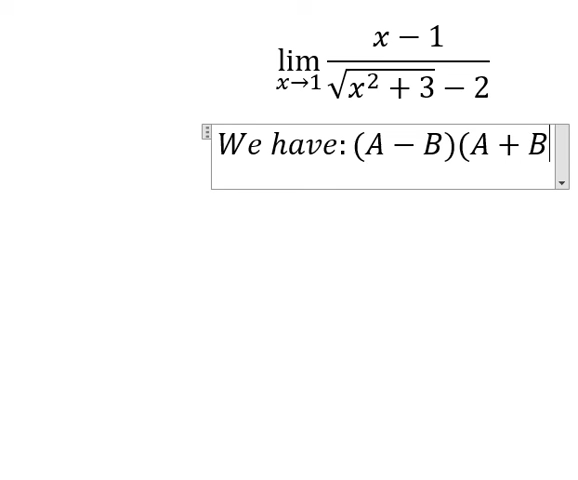 lim x→1 (x − 1)/(√(x² + 3) − 2)
We have: (A − B)(A + B